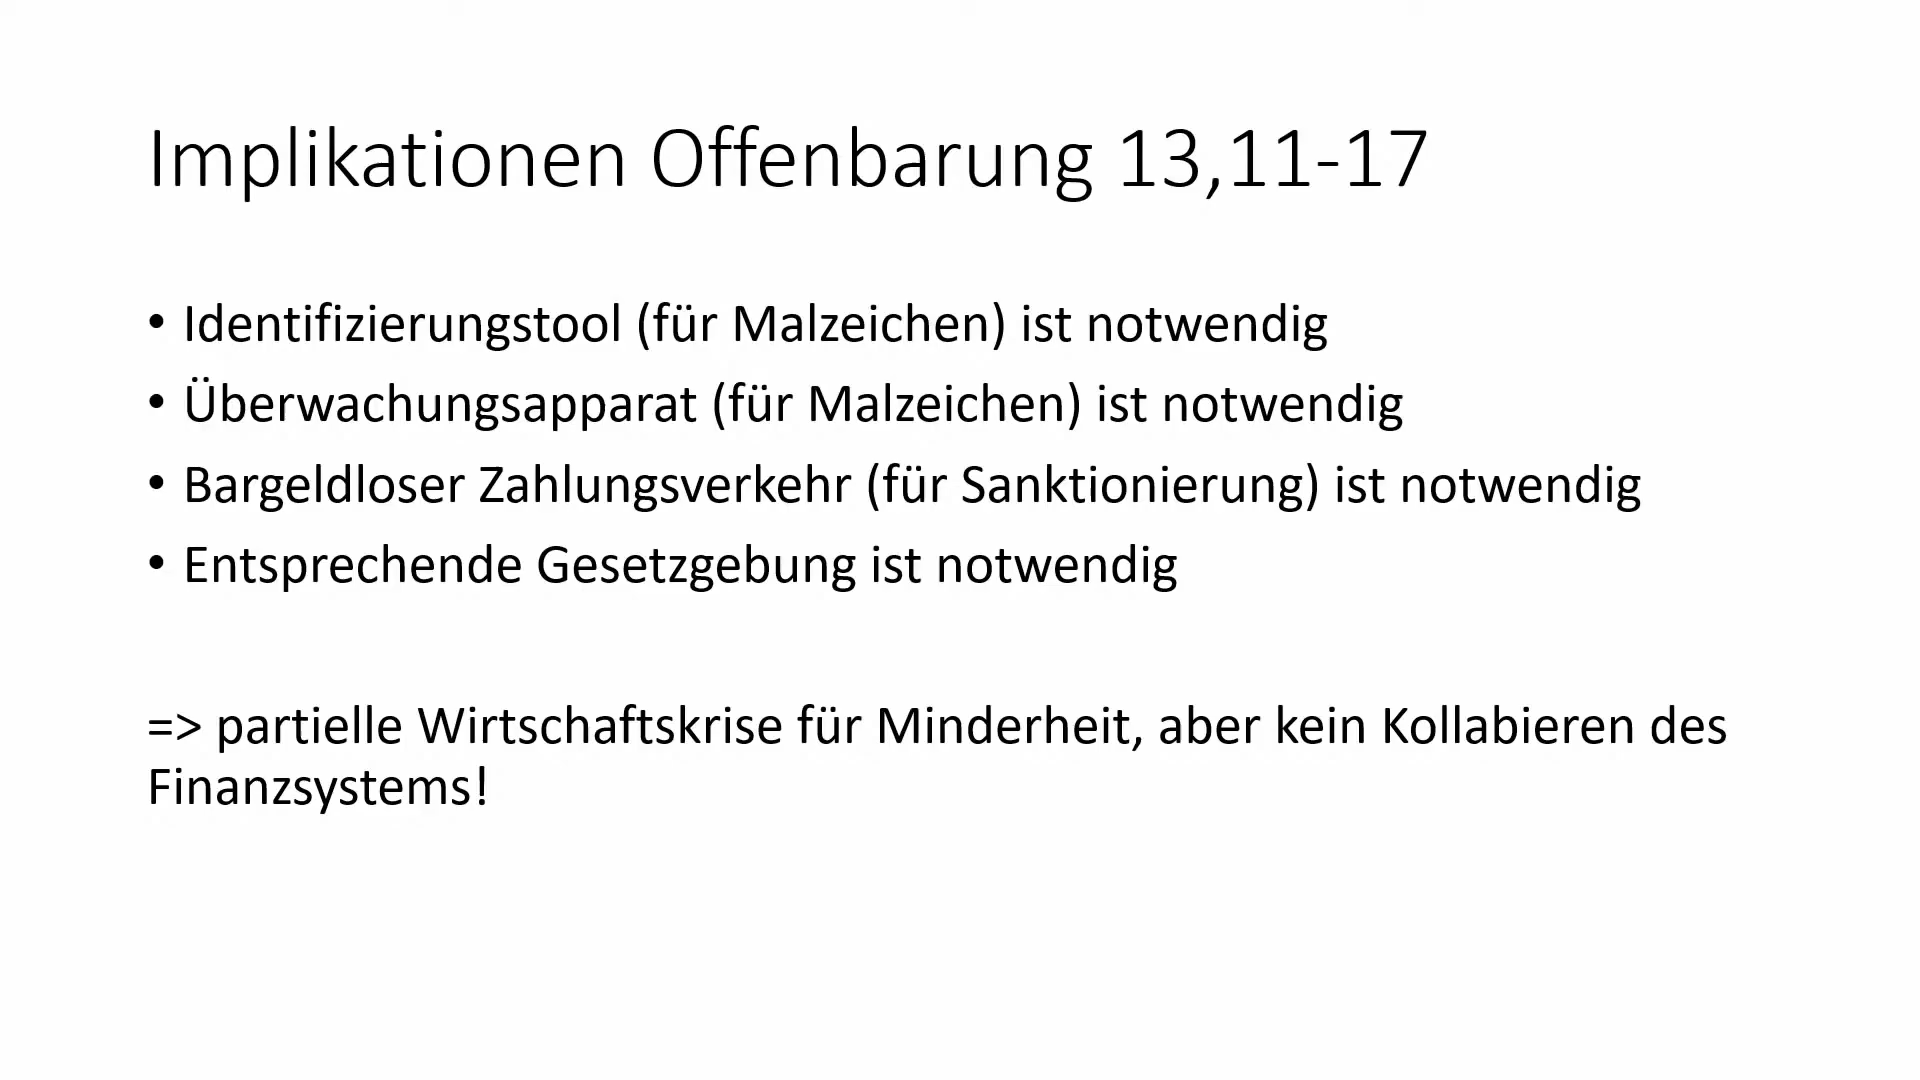 Implikationen Offenbarung 13,11-17
• Identifizierungstool (für Malzeichen) ist notwendig
• Überwachungsapparat (für Malzeichen) ist notwendig
• Bargeldloser Zahlungsverkehr (für Sanktionierung) ist notwendig
• Entsprechende Gesetzgebung ist notwendig
=> partielle Wirtschaftskrise für Minderheit, aber kein Kollabieren des
Finanzsystems!